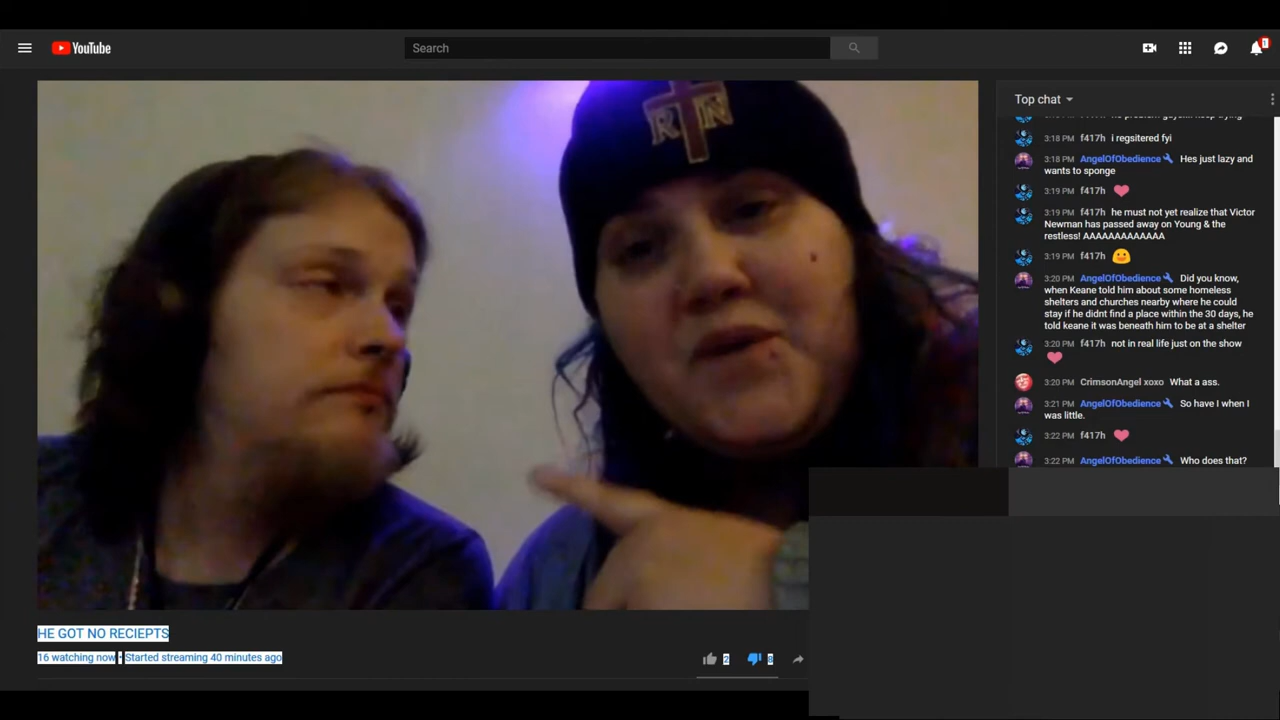 YouTube
Search
1
RTN
Top chat
3:18 PM f417h i regsitered fyi
3:18 PM AngelOfObedience Hes just lazy and
wants to sponge
3:19 PM f417h
3:19 PM f417h he must not yet realize that Victor
Newman has passed away on Young & the
restless! AAAAAAAAAAAAA
3:19 PM f417h
3:20 PM AngelOfObedience Did you know,
when Keane told him about some homeless
shelters and churches nearby where he could
stay if he didnt find a place within the 30 days, he
told keane it was beneath him to be at a shelter
3:20 PM f417h not in real life just on the show
3:20 PM CrimsonAngel xoxo What a ass.
3:21 PM AngelOfObedience So have I when I
was little.
3:22 PM f417h
3:22 PM AngelOfObedience Who does that?
HE GOT NO RECIEPTS
16 watching now • Started streaming 40 minutes ago
2 8